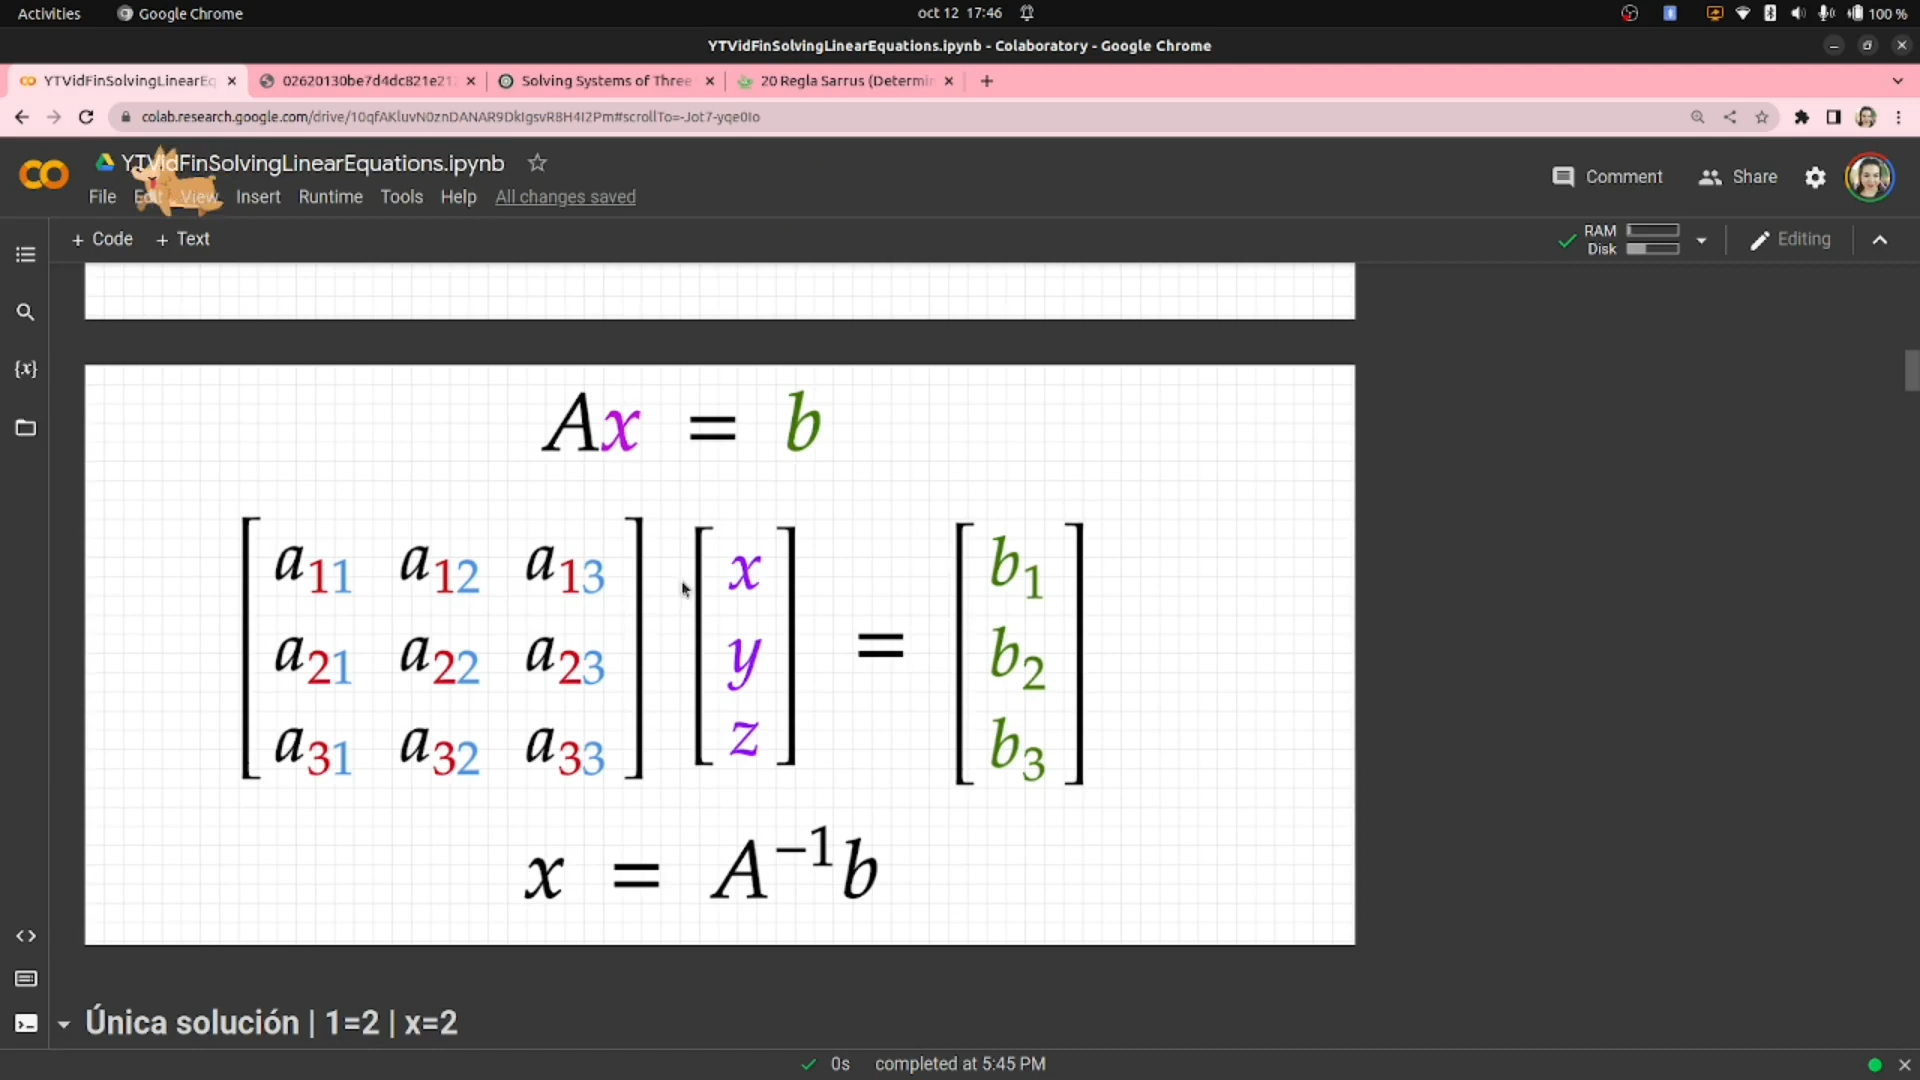 Activities Google Chrome oct 12 17:46 100 %
YTVidFinSolvingLinearEquations.ipynb - Colaboratory - Google Chrome
YTVidFinSolvingLinearEq 02620130be7d4dc821e21 Solving Systems of Three 20 Regla Sarrus (Determin
colab.research.google.com/drive/10qfAKluvN0znDANAR9DkIgsvR8H4I2Pm#scrollTo=-Jot7-yqe0Io
YTVidFinSolvingLinearEquations.ipynb
Comment Share
File Edit View Insert Runtime Tools Help All changes saved
+ Code + Text RAM Disk Editing
Ax = b
a11 a12 a13 x b1
a21 a22 a23 y = b2
a31 a32 a33 z b3
x = A⁻¹b
Única solución | 1=2 | x=2
0s completed at 5:45 PM